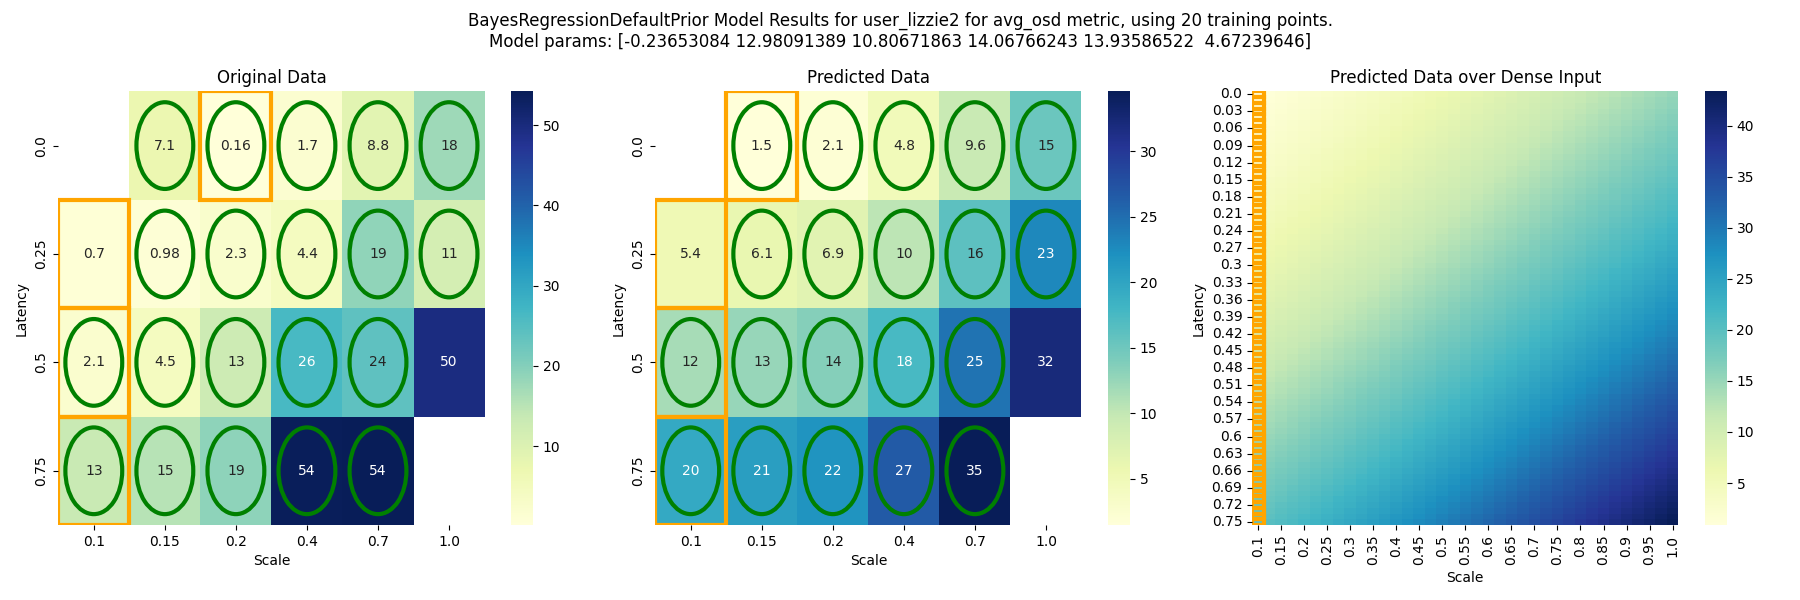 BayesRegressionDefaultPrior Model Results for user_lizzie2 for avg_osd metric, using 20 training points.
Model params: [-0.23653084 12.98091389 10.80671863 14.06766243 13.93586522  4.67239646]
Original Data
0.0 7.1 0.16 1.7 8.8 18
0.25 0.7 0.98 2.3 4.4 19 11
0.5 2.1 4.5 13 26 24 50
0.75 13 15 19 54 54
0.1 0.15 0.2 0.4 0.7 1.0
Latency
Scale
50
40
30
20
10
Predicted Data
0.0 1.5 2.1 4.8 9.6 15
0.25 5.4 6.1 6.9 10 16 23
0.5 12 13 14 18 25 32
0.75 20 21 22 27 35
0.1 0.15 0.2 0.4 0.7 1.0
Latency
Scale
30
25
20
15
10
5
Predicted Data over Dense Input
0.0
0.03
0.06
0.09
0.12
0.15
0.18
0.21
0.24
0.27
0.3
0.33
0.36
0.39
0.42
0.45
0.48
0.51
0.54
0.57
0.6
0.63
0.66
0.69
0.72
0.75
0.1 0.15 0.2 0.25 0.3 0.35 0.4 0.45 0.5 0.55 0.6 0.65 0.7 0.75 0.8 0.85 0.9 0.95 1.0
Latency
Scale
40
35
30
25
20
15
10
5